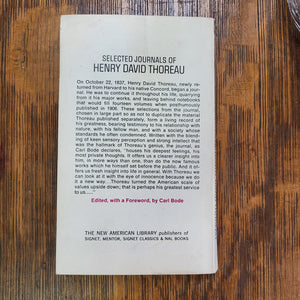 SELECTED JOURNALS OF
HENRY DAVID THOREAU
On October 22, 1837, Henry David Thoreau, newly re-
turned from Harvard to his native Concord, began a jour-
nal. He was to continue it throughout his life, quarrying
from it his major works, and leaving behind notebooks
that would fill fourteen volumes when posthumously
published in 1906. These selections from the journal,
chosen in large part so as not to duplicate the material
Thoreau published separately, form a living record of
his greatness, bearing testimony to his relationship with
nature, with his fellow man, and with a society whose
standards he often condemned. Written with the blend-
ing of keen sensory perception and strong intellect that
was the hallmark of Thoreau's genius, the journal, as
Carl Bode declares, "houses his deepest feelings, his
most private thoughts. It offers us a clearer insight into
him, in more ways than one, than do the now famous
works which he himself set before the public. And it of-
fers us fresh insight into life in general. With Thoreau we
can look at it with the eye of innocence because we do
it a new way....Thoreau turned the American scale of
values upside down; that is perhaps his greatest service
to us....."
Edited, with a Foreword, by Carl Bode
THE NEW AMERICAN LIBRARY publishers of
SIGNET, MENTOR, SIGNET CLASSICS & NAL BOOKS